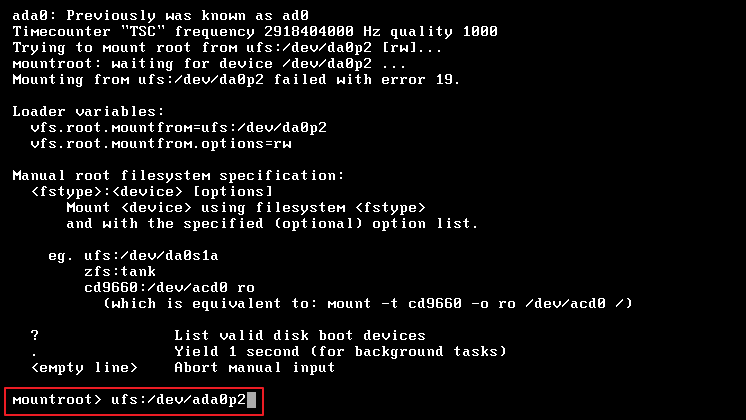 ada0: Previously was known as ad0
Timecounter "TSC" frequency 2918404000 Hz quality 1000
Trying to mount root from ufs:/dev/da0p2 [rw]...
mountroot: waiting for device /dev/da0p2 ...
Mounting from ufs:/dev/da0p2 failed with error 19.
Loader variables:
vfs.root.mountfrom=ufs:/dev/da0p2
vfs.root.mountfrom.options=rw
Manual root filesystem specification:
<fstype>:<device> [options]
Mount <device> using filesystem <fstype>
and with the specified (optional) option list.
eg. ufs:/dev/da0s1a
zfs:tank
cd9660:/dev/acd0 ro
(which is equivalent to: mount -t cd9660 -o ro /dev/acd0 /)
? List valid disk boot devices
. Yield 1 second (for background tasks)
<empty line> Abort manual input
mountroot> ufs:/dev/ada0p2